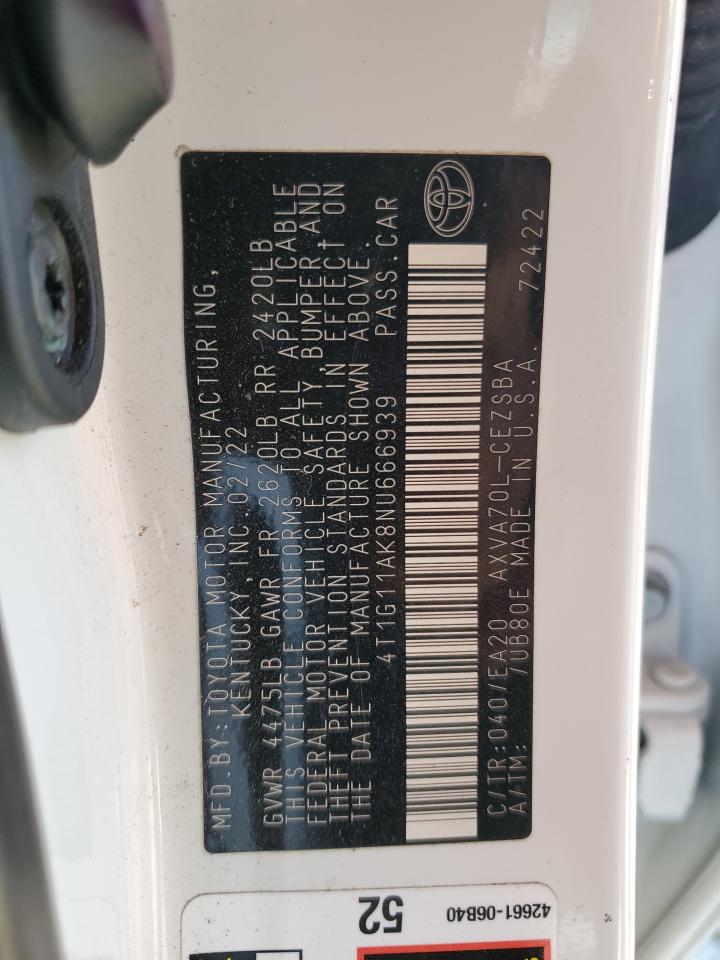 MFD.BY: TOYOTA MOTOR MANUFACTURING,
KENTUCKY, INC 02/22
GVWR 4475LB GAWR FR 2620LB RR 2420LB
THIS VEHICLE CONFORMS TO ALL APPLICABLE
FEDERAL MOTOR VEHICLE SAFETY, BUMPER, AND
THEFT PREVENTION STANDARDS IN EFFECT ON
THE DATE OF MANUFACTURE SHOWN ABOVE.
4T1G11AK8NU666939 PASS.CAR
C/TR:040/EA20 AXVA70L-CEZSBA
A/TM: /UB80E MADE IN U.S.A. 72422
52
42661-06B40